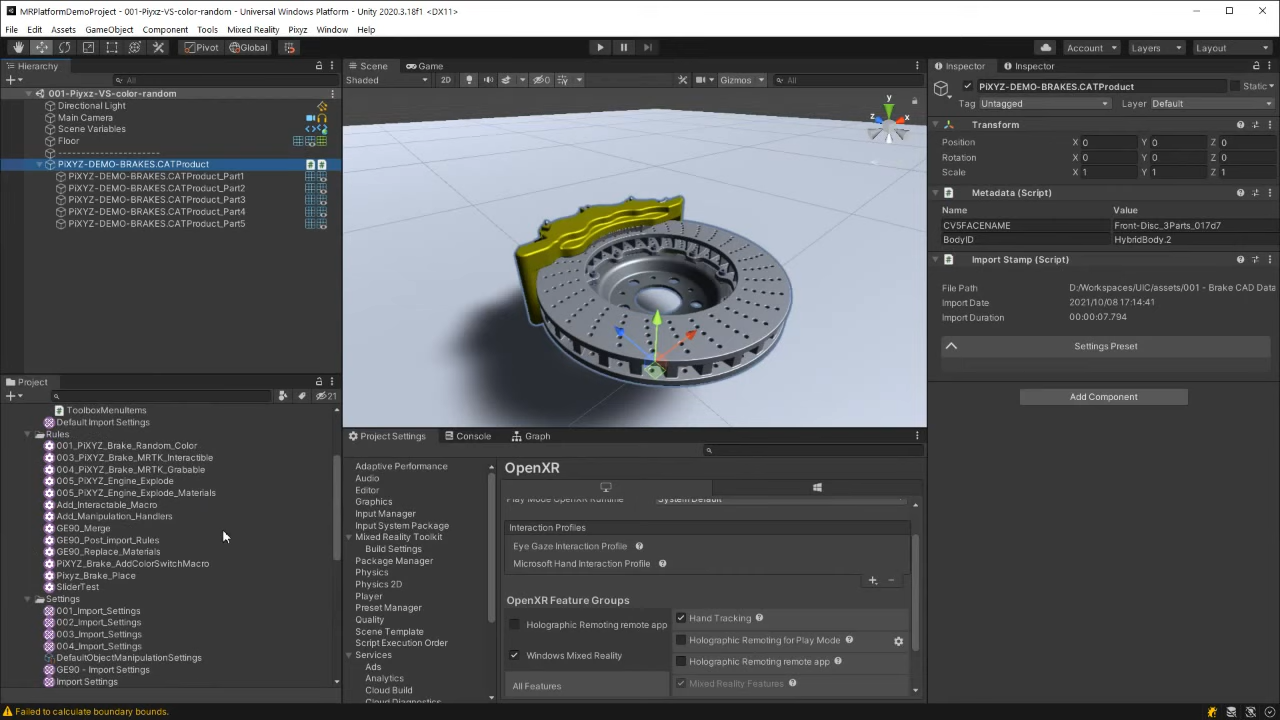 MRPlatformDemoProject - 001-Piyxz-VS-color-random - Universal Windows Platform - Unity 2020.3.18f1 <DX11>
File Edit Assets GameObject Component Tools Mixed Reality Pixyz Window Help
Pivot Global Account Layers Layout
Hierarchy
All
001-Piyxz-VS-color-random
Directional Light
Main Camera
Scene Variables
Floor
----------------------
PiXYZ-DEMO-BRAKES.CATProduct
PiXYZ-DEMO-BRAKES.CATProduct_Part1
PiXYZ-DEMO-BRAKES.CATProduct_Part2
PiXYZ-DEMO-BRAKES.CATProduct_Part3
PiXYZ-DEMO-BRAKES.CATProduct_Part4
PiXYZ-DEMO-BRAKES.CATProduct_Part5
Scene Game
Shaded 2D 0 Gizmos All
y
z x
Inspector Inspector
PiXYZ-DEMO-BRAKES.CATProduct Static
Tag Untagged Layer Default
Transform
Position X 0 Y 0 Z 0
Rotation X 0 Y 0 Z 0
Scale X 1 Y 1 Z 1
Metadata (Script)
Name Value
CV5FACENAME Front-Disc_3Parts_017d7
BodyID HybridBody.2
Import Stamp (Script)
File Path D:/Workspaces/UIC/assets/001 - Brake CAD Data
Import Date 2021/10/08 17:14:41
Import Duration 00:00:07.794
Settings Preset
Add Component
Project
21
ToolboxMenuItems
Default Import Settings
Rules
001_PiXYZ_Brake_Random_Color
003_PiXYZ_Brake_MRTK_Interactible
004_PiXYZ_Brake_MRTK_Grabable
005_PiXYZ_Engine_Explode
005_PiXYZ_Engine_Explode_Materials
Add_Interactable_Macro
Add_Manipulation_Handlers
GE90_Merge
GE90_Post_import_Rules
GE90_Replace_Materials
PiXYZ_Brake_AddColorSwitchMacro
Pixyz_Brake_Place
SliderTest
Settings
001_Import_Settings
002_Import_Settings
003_Import_Settings
004_Import_Settings
DefaultObjectManipulationSettings
GE90 - Import Settings
Import Settings
Project Settings Console Graph
Adaptive Performance
Audio
Editor
Graphics
Input Manager
Input System Package
Mixed Reality Toolkit
Build Settings
Package Manager
Physics
Physics 2D
Player
Preset Manager
Quality
Scene Template
Script Execution Order
Services
Ads
Analytics
Cloud Build
Cloud Diagnostics
OpenXR
Play Mode OpenXR Runtime System Default
Interaction Profiles
Eye Gaze Interaction Profile
Microsoft Hand Interaction Profile
+ -
OpenXR Feature Groups
Holographic Remoting remote app
Windows Mixed Reality
All Features
Hand Tracking
Holographic Remoting for Play Mode
Holographic Remoting remote app
Mixed Reality Features
Failed to calculate boundary bounds.